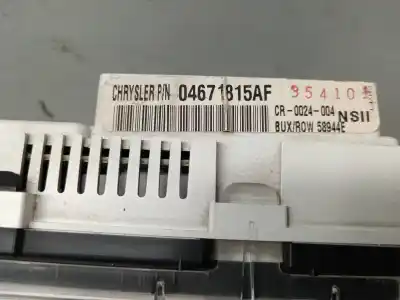 CHRYSLER P/N 04671815AF
35410
CR-0024-004 NSII
BUX/ROW 58944E